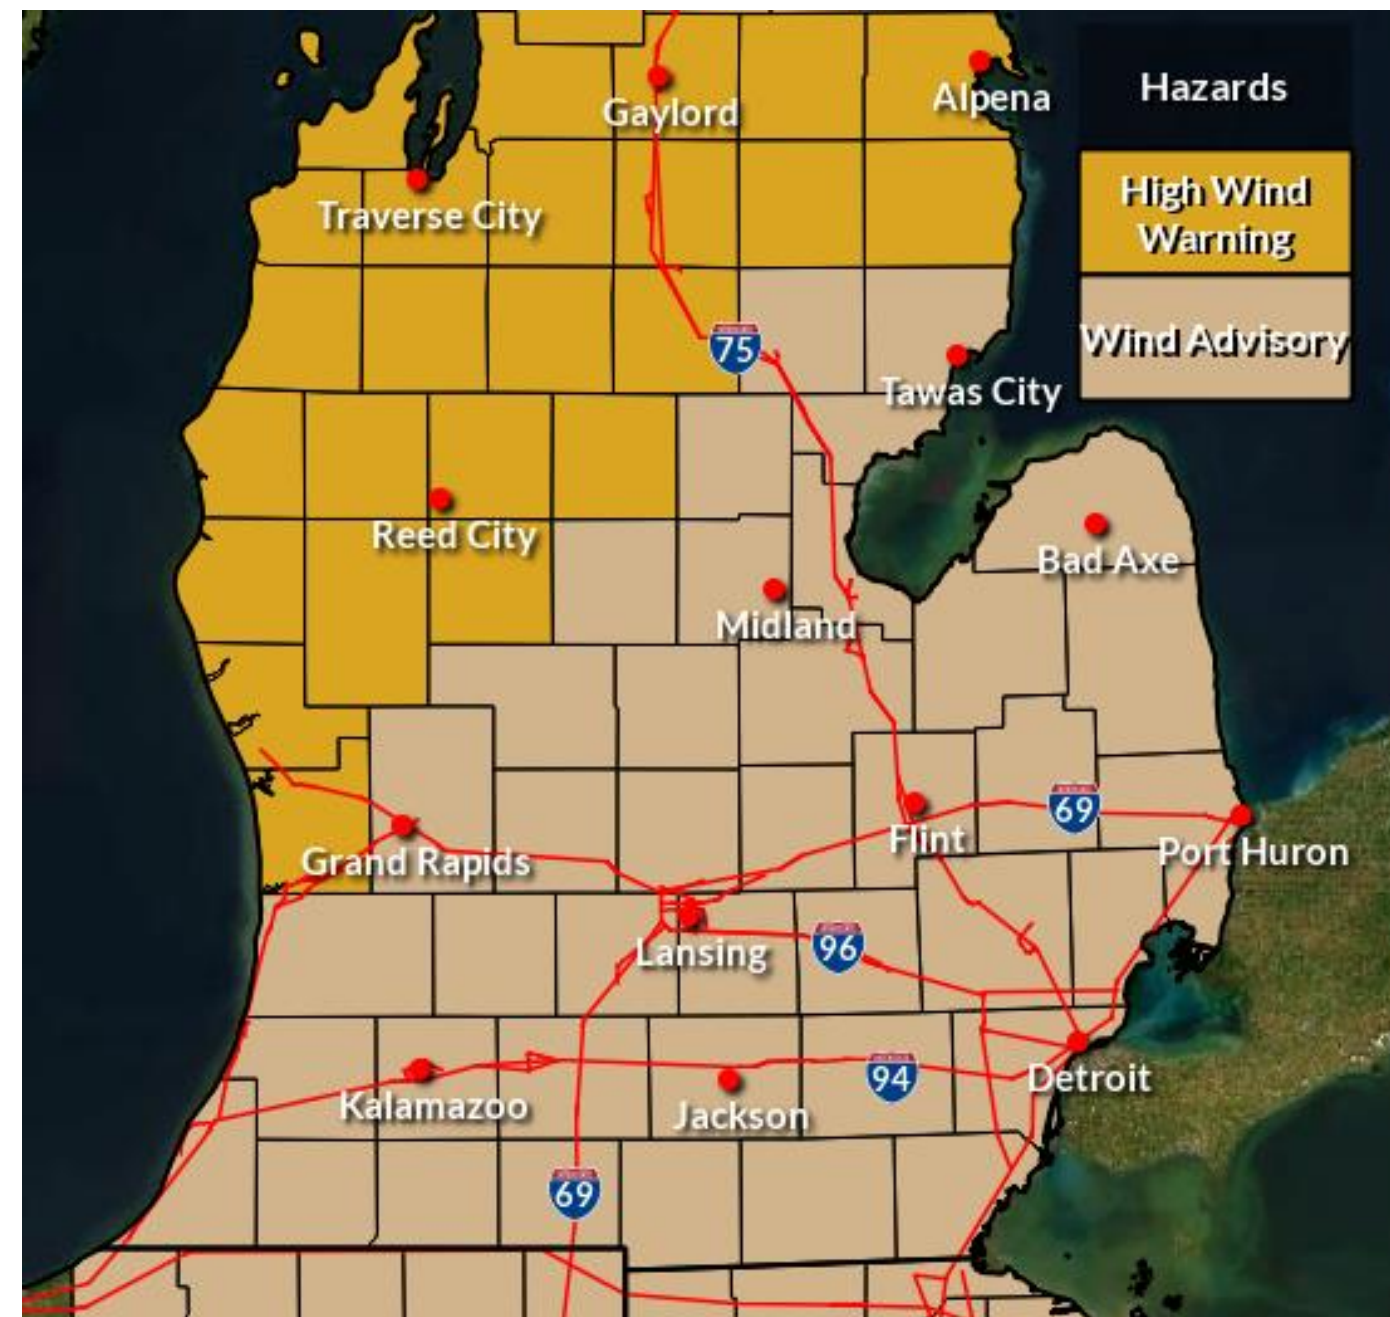 Hazards
High Wind
Warning
Wind Advisory
Gaylord
Alpena
Traverse City
75
Tawas City
Reed City
Bad Axe
Midland
69
Flint
Port Huron
Grand Rapids
Lansing
96
94
Detroit
Kalamazoo
Jackson
69